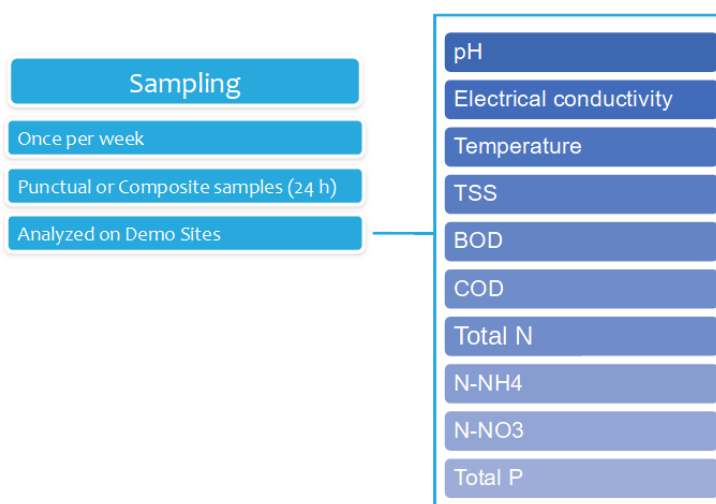 Sampling
Once per week
Punctual or Composite samples (24 h)
Analyzed on Demo Sites
pH
Electrical conductivity
Temperature
TSS
BOD
COD
Total N
N-NH4
N-NO3
Total P